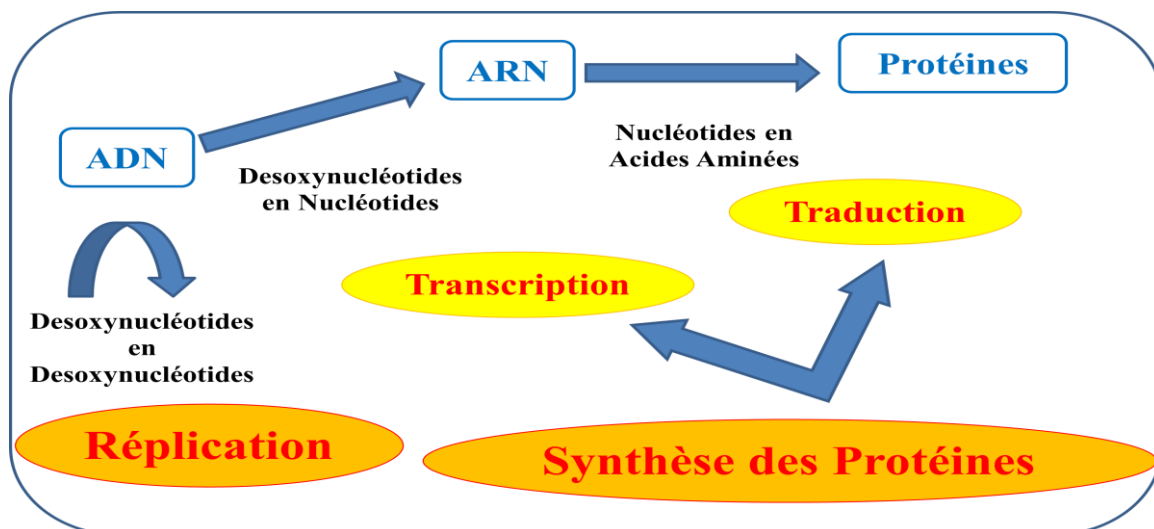 ARN
Protéines
ADN
Nucléotides en
Acides Aminées
Desoxynucléotides
en Nucléotides
Traduction
Transcription
Desoxynucléotides
en
Desoxynucléotides
Réplication
Synthèse des Protéines